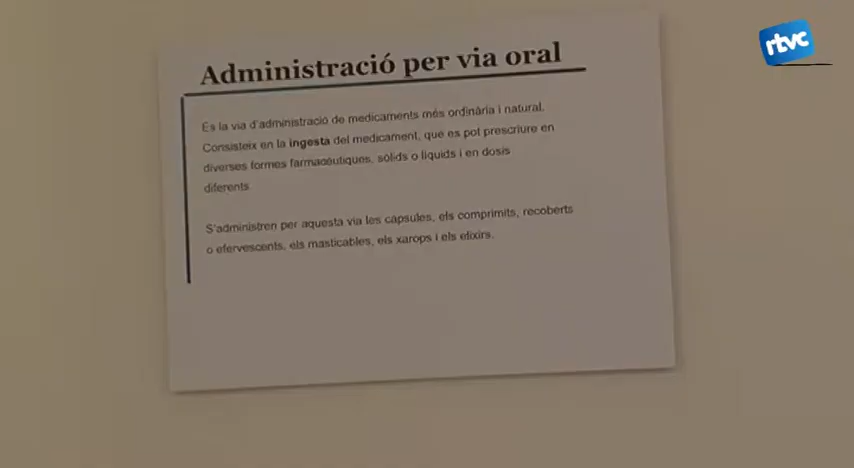 rtvc
Administració per via oral
És la via d'administració de medicaments més ordinària i natural.
Consisteix en la ingesta del medicament, que es pot prescriure en
diverses formes farmacèutiques, sòlids o líquids i en dosis
diferents.
S'administren per aquesta via les càpsules, els comprimits, recoberts
o efervescents, els masticables, els xarops i els elixirs.